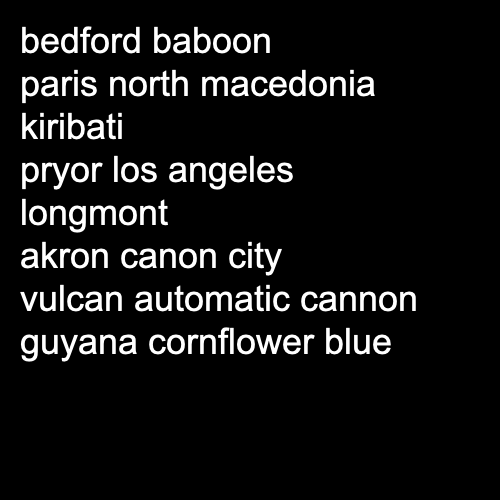 bedford baboon
paris north macedonia
kiribati
pryor los angeles
longmont
akron canon city
vulcan automatic cannon
guyana cornflower blue